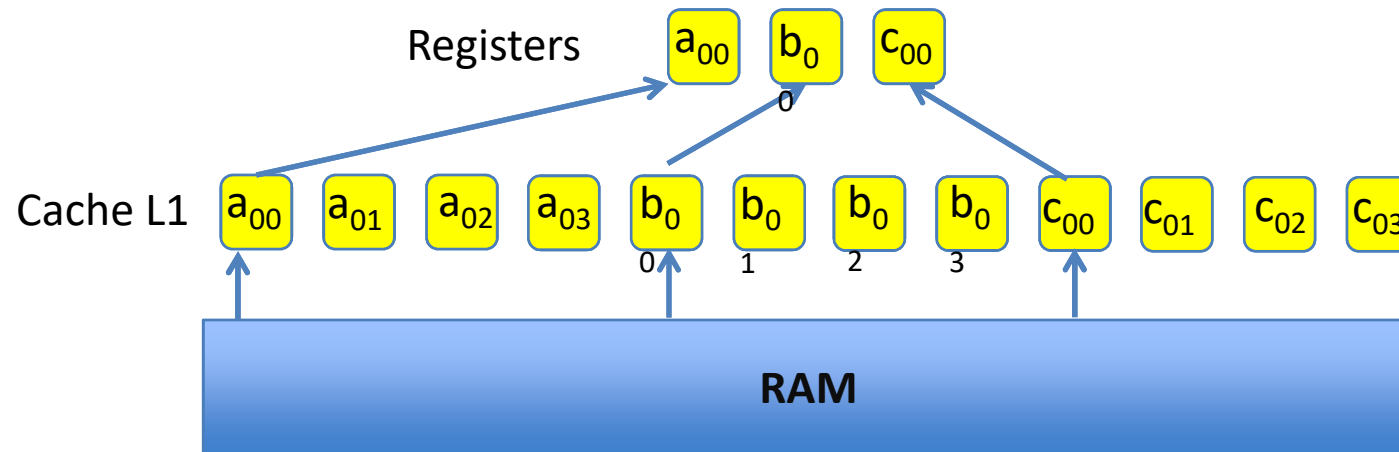 Registers a₀₀ b₀ c₀₀
0
Cache L1 a₀₀ a₀₁ a₀₂ a₀₃ b₀ b₀ b₀ b₀ c₀₀ c₀₁ c₀₂ c₀₃
0 1 2 3
RAM